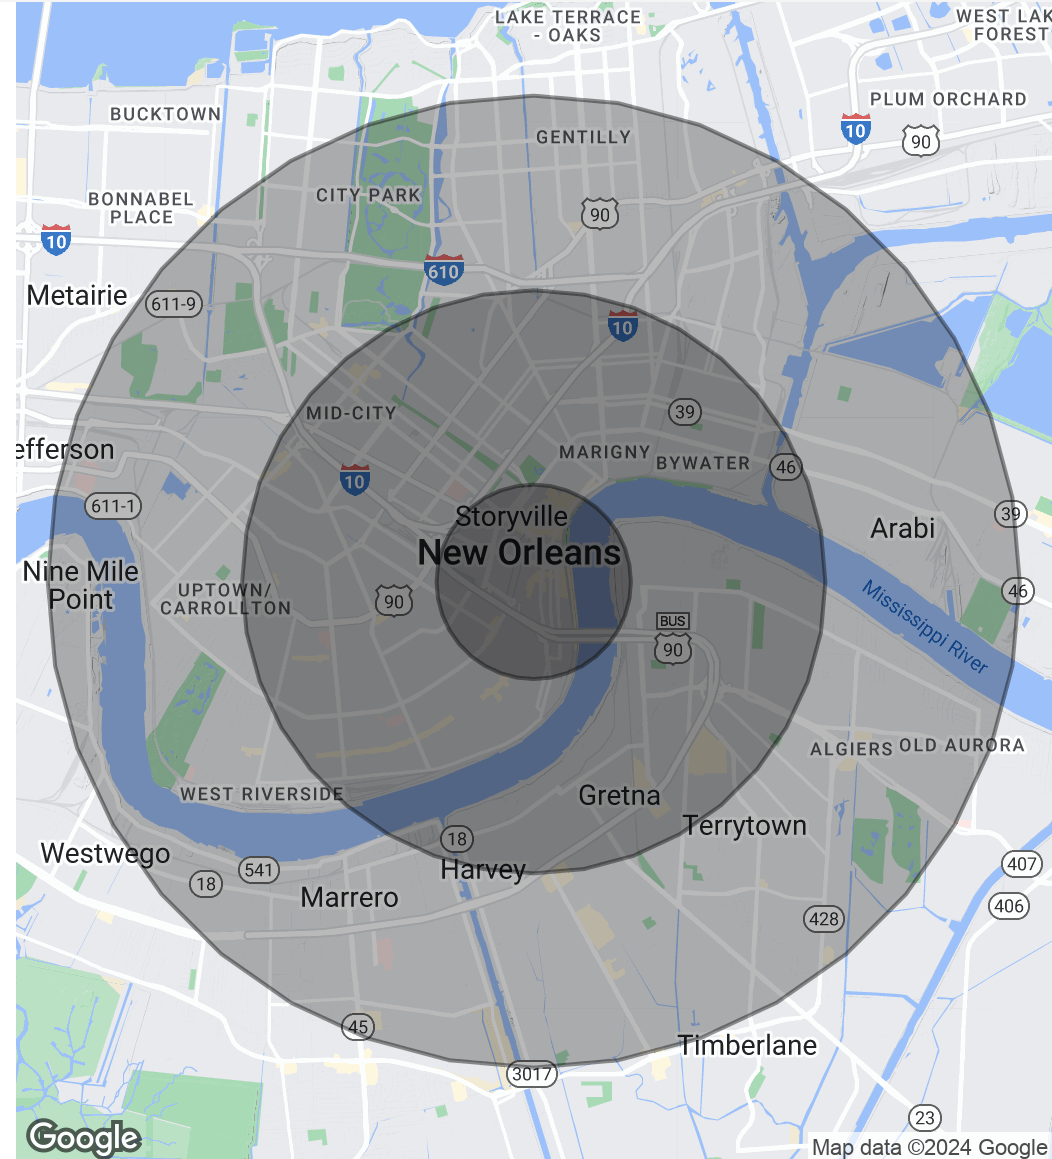 LAKE TERRACE
- OAKS
WEST LAK
FOREST
BUCKTOWN
PLUM ORCHARD
GENTILLY
10
90
BONNABEL
PLACE
CITY PARK
90
10
610
Metairie
611-9
10
MID-CITY
39
MARIGNY
BYWATER
efferson
46
10
611-1
Storyville
39
Arabi
New Orleans
Nine Mile
Point
UPTOWN/
CARROLLTON
90
46
BUS
90
Mississippi River
ALGIERS
OLD AURORA
WEST RIVERSIDE
Gretna
Terrytown
18
Westwego
541
Harvey
407
18
Marrero
406
428
45
Timberlane
3017
23
Google
Map data ©2024 Google